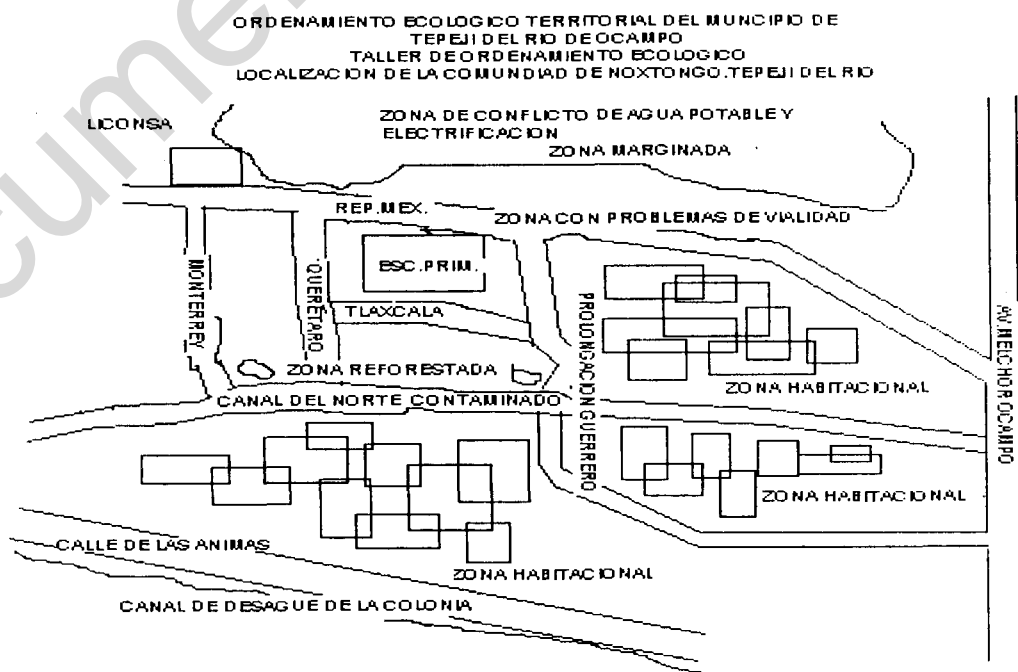 ORDENAMIENTO ECOLOGICO TERRITORIAL DEL MUNCIPIO DE
TEPEJI DEL RIO DE OCAMPO
TALLER DE ORDENAMIENTO ECOLOGICO
LOCALIZACION DE LA COMUNDIAD DE NOXTONGO. TEPEJI DEL RIO
LICONSA
ZONA DE CONFLICTO DE AGUA POTABLE Y
ELECTRIFICACION
ZONA MARGINADA
REP. MEX.
ZONA CON PROBLEMAS DE VIALIDAD
ESC. PRIM.
MONTERREY
QUERÉTARO
TLAXCALA
PROLONGACION GUERRERO
AV. MELCHOR OCAMPO
ZONA REFORESTADA
ZONA HABITACIONAL
CANAL DEL NORTE CONTAMINADO
ZONA HABITACIONAL
CALLE DE LAS ANIMAS
ZONA HABITACIONAL
CANAL DE DESAGUE DE LA COLONIA
cume